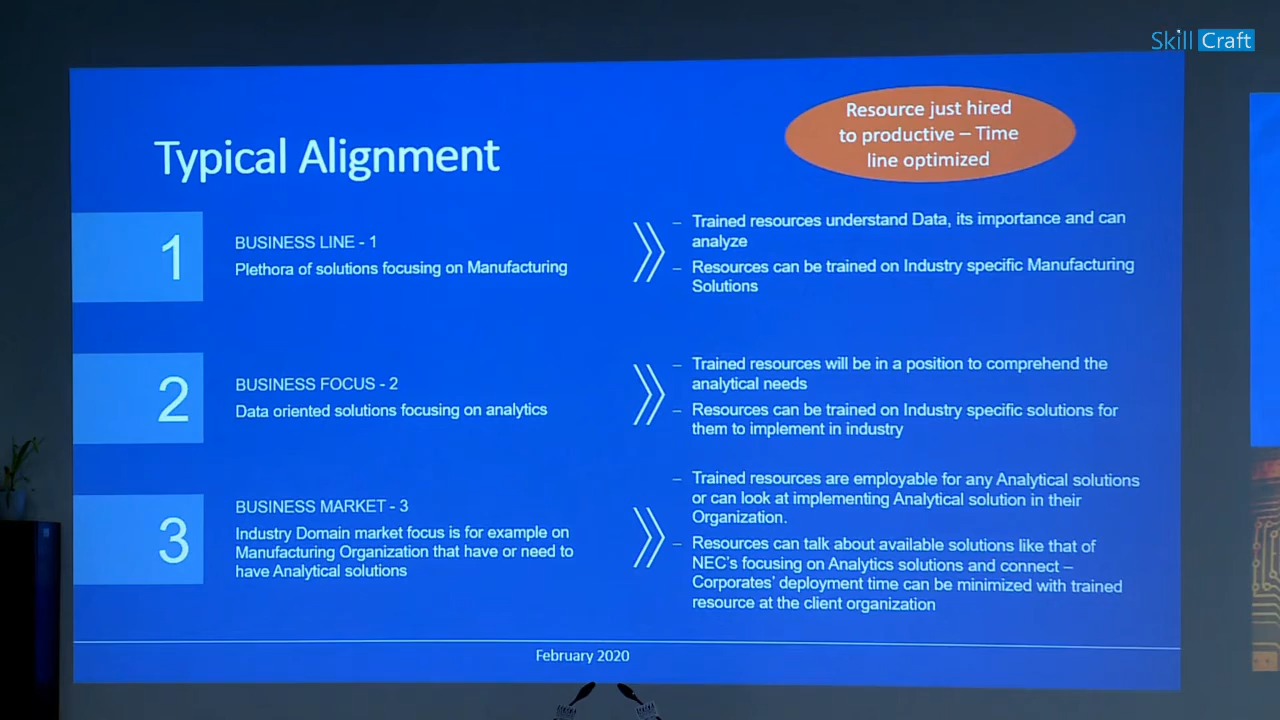 Skill Craft
Resource just hired
to productive – Time
line optimized
Typical Alignment
1
BUSINESS LINE - 1
Plethora of solutions focusing on Manufacturing
– Trained resources understand Data, its importance and can
analyze
– Resources can be trained on Industry specific Manufacturing
Solutions
2
BUSINESS FOCUS - 2
Data oriented solutions focusing on analytics
– Trained resources will be in a position to comprehend the
analytical needs
– Resources can be trained on Industry specific solutions for
them to implement in industry
3
BUSINESS MARKET - 3
Industry Domain market focus is for example on
Manufacturing Organization that have or need to
have Analytical solutions
– Trained resources are employable for any Analytical solutions
or can look at implementing Analytical solution in their
Organization.
– Resources can talk about available solutions like that of
NEC's focusing on Analytics solutions and connect –
Corporates' deployment time can be minimized with trained
resource at the client organization
February 2020